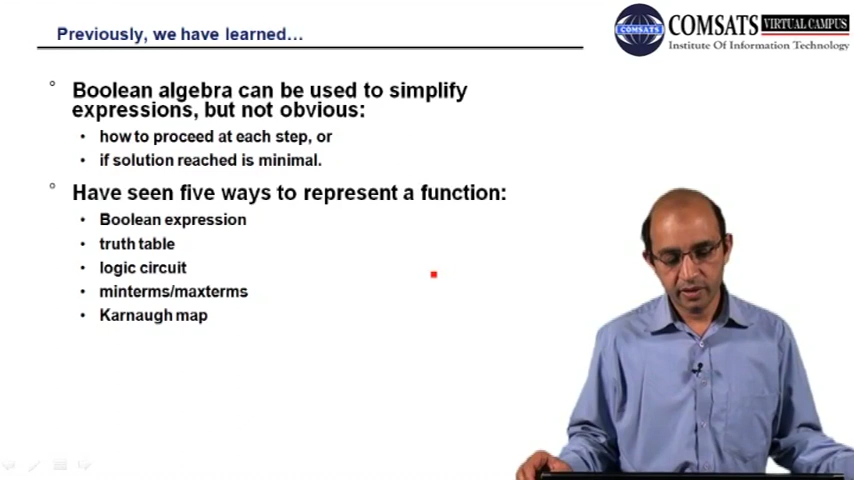 Previously, we have learned…
COMSATS VIRTUAL CAMPUS
Institute Of Information Technology
COMSATS
° Boolean algebra can be used to simplify
expressions, but not obvious:
• how to proceed at each step, or
• if solution reached is minimal.
° Have seen five ways to represent a function:
• Boolean expression
• truth table
• logic circuit
• minterms/maxterms
• Karnaugh map